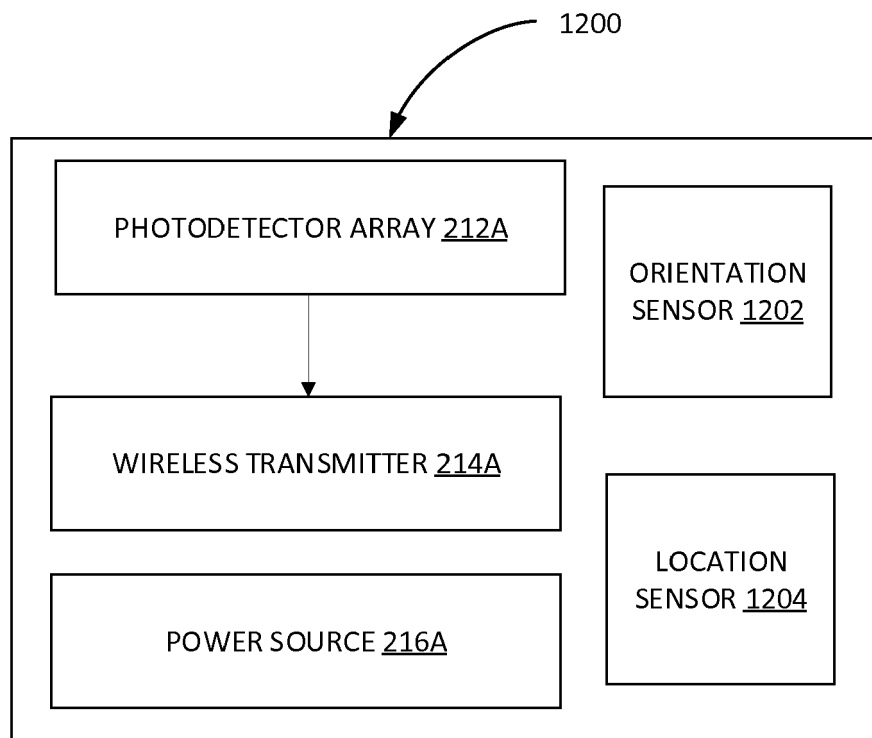 1200
PHOTODETECTOR ARRAY 212A
ORIENTATION
SENSOR 1202
WIRELESS TRANSMITTER 214A
LOCATION
SENSOR 1204
POWER SOURCE 216A